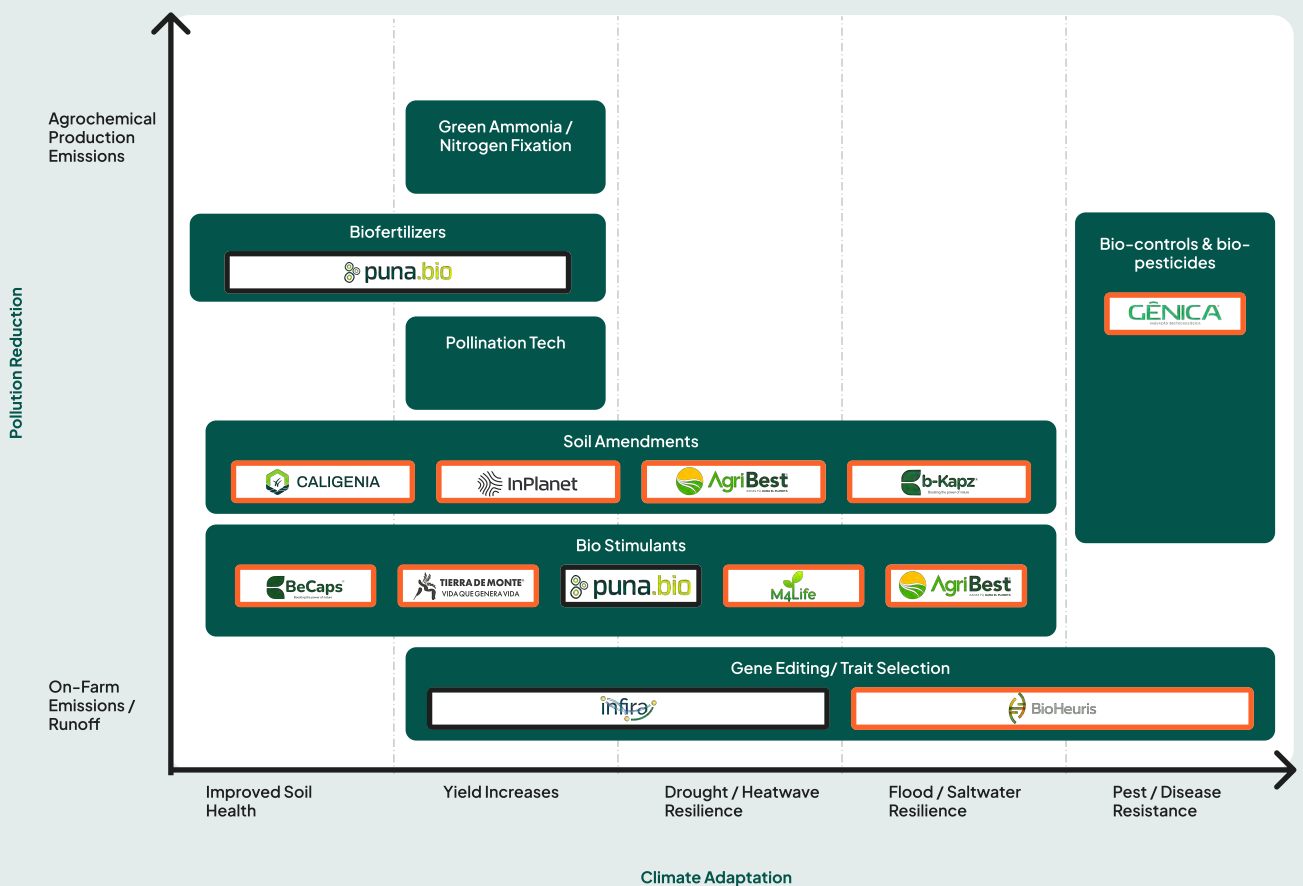 Agrochemical
Production
Emissions
Green Ammonia /
Nitrogen Fixation
Biofertilizers
puna.bio
Bio-controls & bio-
pesticides
GÊNICA
Pollination Tech
Pollution Reduction
Soil Amendments
CALIGENIA
InPlanet
AgriBest
b-Kapz
Bio Stimulants
BeCaps
TIERRA DE MONTE
VIDA QUE GENERA VIDA
puna.bio
M4Life
AgriBest
Gene Editing/ Trait Selection
infira
BioHeuris
On-Farm
Emissions /
Runoff
Improved Soil
Health
Yield Increases
Drought / Heatwave
Resilience
Flood / Saltwater
Resilience
Pest / Disease
Resistance
Climate Adaptation